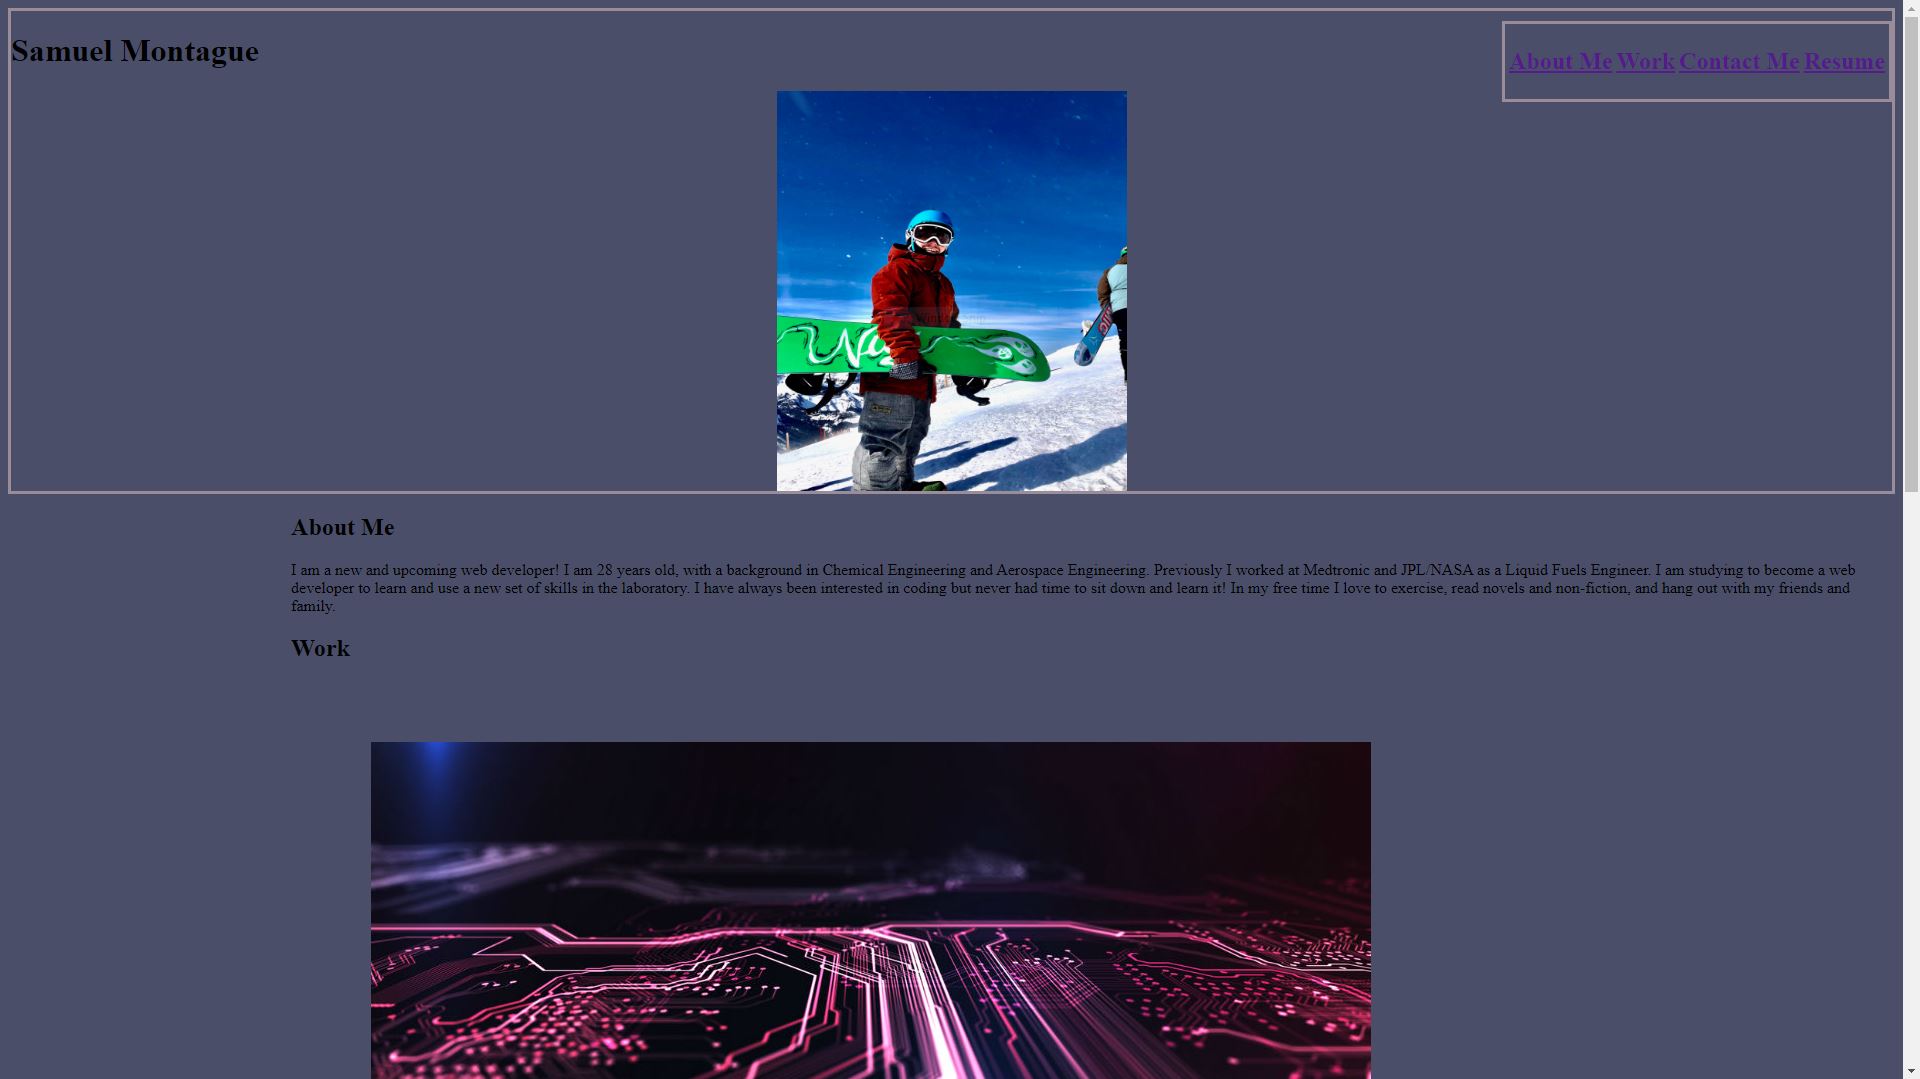 Samuel Montague
About Me Work Contact Me Resume
About Me
I am a new and upcoming web developer! I am 28 years old, with a background in Chemical Engineering and Aerospace Engineering. Previously I worked at Medtronic and JPL/NASA as a Liquid Fuels Engineer. I am studying to become a web
developer to learn and use a new set of skills in the laboratory. I have always been interested in coding but never had time to sit down and learn it! In my free time I love to exercise, read novels and non-fiction, and hang out with my friends and
family.
Work